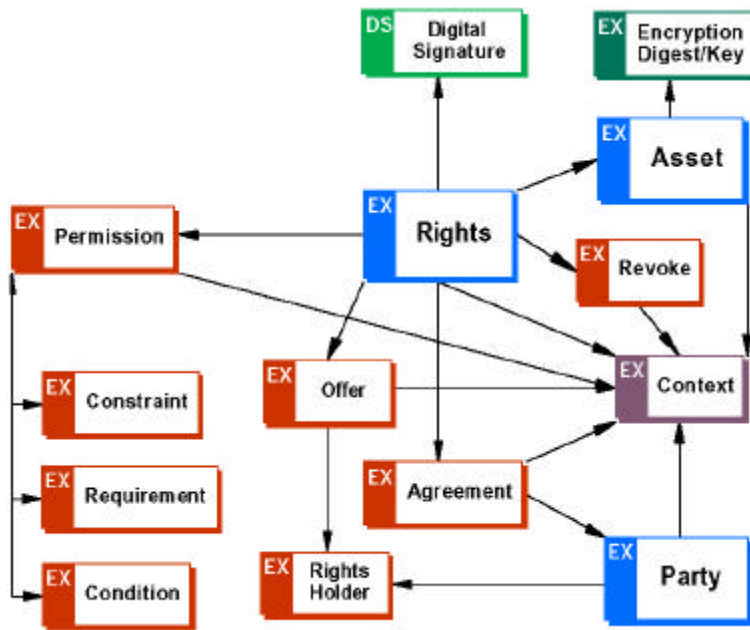 DS Digital
Signature
EX Encryption
Digest/Key
EX Asset
EX Rights
EX Permission
EX Revoke
EX Offer
EX Context
EX Constraint
EX Agreement
EX Requirement
EX Rights
Holder
EX Party
EX Condition